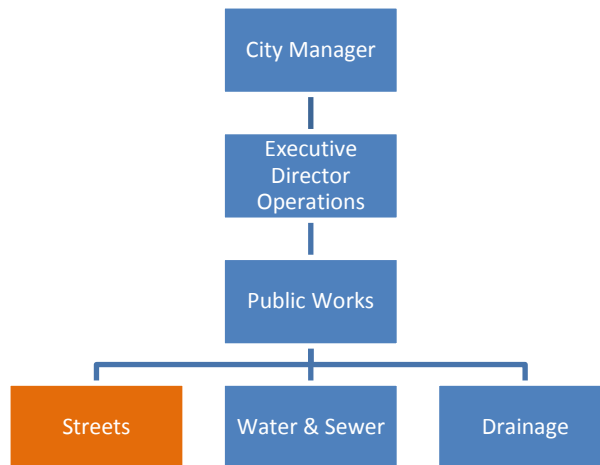 City Manager
Executive
Director
Operations
Public Works
Streets
Water & Sewer
Drainage